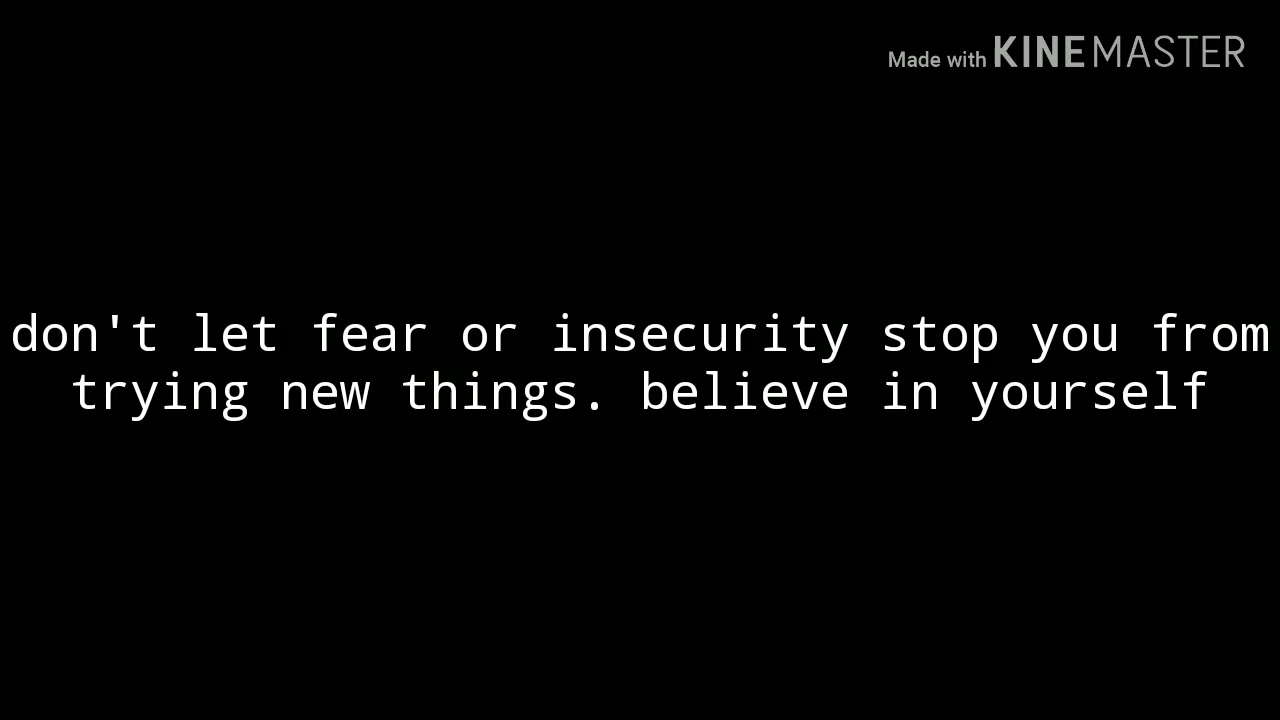 Made with KINEMASTER
don't let fear or insecurity stop you from
trying new things. believe in yourself